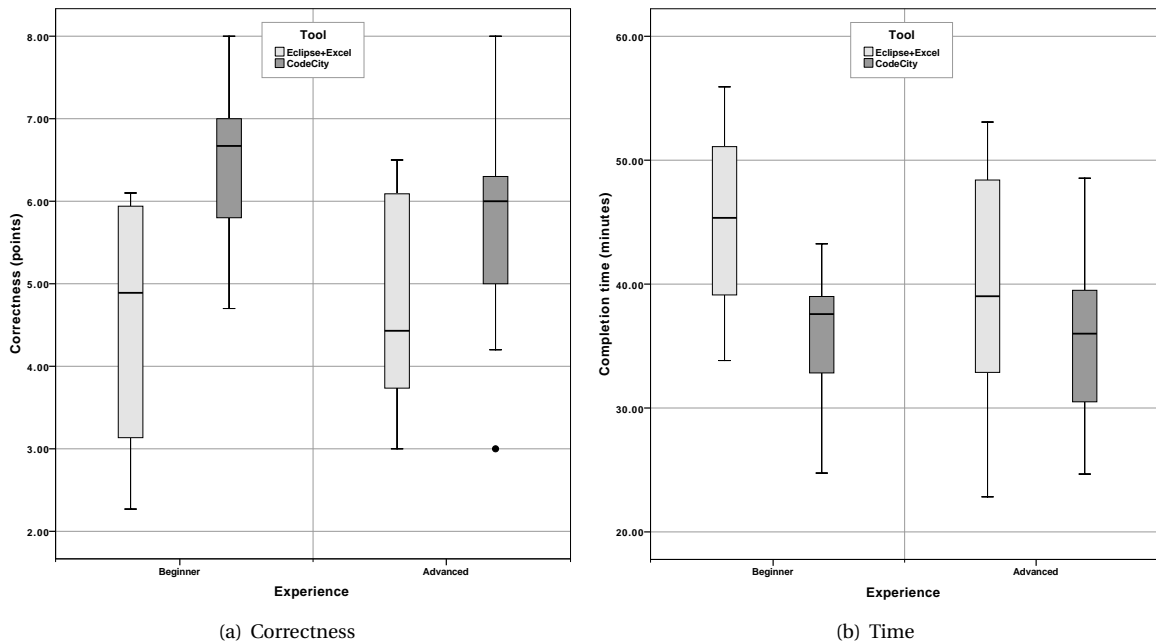 Tool
Eclipse+Excel
CodeCity
8.00
7.00
6.00
5.00
4.00
3.00
2.00
Correctness (points)
Beginner
Advanced
Experience
(a) Correctness
Tool
Eclipse+Excel
CodeCity
60.00
50.00
40.00
30.00
20.00
Completion time (minutes)
Beginner
Advanced
Experience
(b) Time